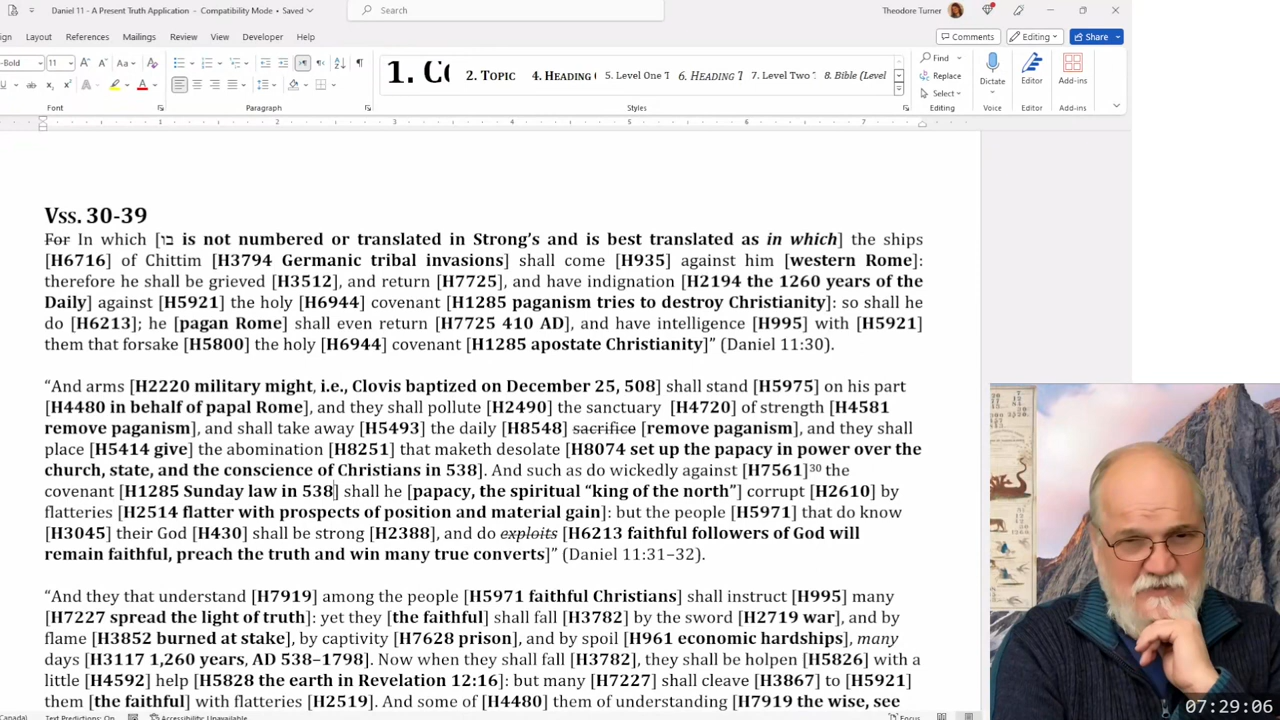 Daniel 11 - A Present Truth Application - Compatibility Mode • Saved
Search
Theodore Turner
Layout References Mailings Review View Developer Help
Comments Editing Share
-Bold 11 Aa
1. 2. TOPIC 4. HEADING 5. Level One T 6. HEADING T 7. Level Two 8. Bible (Level
Find
Replace
Select
Dictate
Editor
Add-ins
Font Paragraph Styles Editing Voice Editor Add-ins
1 2 3 4 5 6 7
Vss. 30-39
For In which [בו is not numbered or translated in Strong's and is best translated as in which] the ships
[H6716] of Chittim [H3794 Germanic tribal invasions] shall come [H935] against him [western Rome]:
therefore he shall be grieved [H3512], and return [H7725], and have indignation [H2194 the 1260 years of the
Daily] against [H5921] the holy [H6944] covenant [H1285 paganism tries to destroy Christianity]: so shall he
do [H6213]; he [pagan Rome] shall even return [H7725 410 AD], and have intelligence [H995] with [H5921]
them that forsake [H5800] the holy [H6944] covenant [H1285 apostate Christianity]” (Daniel 11:30).
“And arms [H2220 military might, i.e., Clovis baptized on December 25, 508] shall stand [H5975] on his part
[H4480 in behalf of papal Rome], and they shall pollute [H2490] the sanctuary [H4720] of strength [H4581
remove paganism], and shall take away [H5493] the daily [H8548] sacrifice [remove paganism], and they shall
place [H5414 give] the abomination [H8251] that maketh desolate [H8074 set up the papacy in power over the
church, state, and the conscience of Christians in 538]. And such as do wickedly against [H7561]30 the
covenant [H1285 Sunday law in 538] shall he [papacy, the spiritual “king of the north”] corrupt [H2610] by
flatteries [H2514 flatter with prospects of position and material gain]: but the people [H5971] that do know
[H3045] their God [H430] shall be strong [H2388], and do exploits [H6213 faithful followers of God will
remain faithful, preach the truth and win many true converts]” (Daniel 11:31–32).
“And they that understand [H7919] among the people [H5971 faithful Christians] shall instruct [H995] many
[H7227 spread the light of truth]: yet they [the faithful] shall fall [H3782] by the sword [H2719 war], and by
flame [H3852 burned at stake], by captivity [H7628 prison], and by spoil [H961 economic hardships], many
days [H3117 1,260 years, AD 538–1798]. Now when they shall fall [H3782], they shall be holpen [H5826] with a
little [H4592] help [H5828 the earth in Revelation 12:16]: but many [H7227] shall cleave [H3867] to [H5921]
them [the faithful] with flatteries [H2519]. And some of [H4480] them of understanding [H7919 the wise, see
Text Predictions: On Accessibility: Unavailable Focus
07:29:06